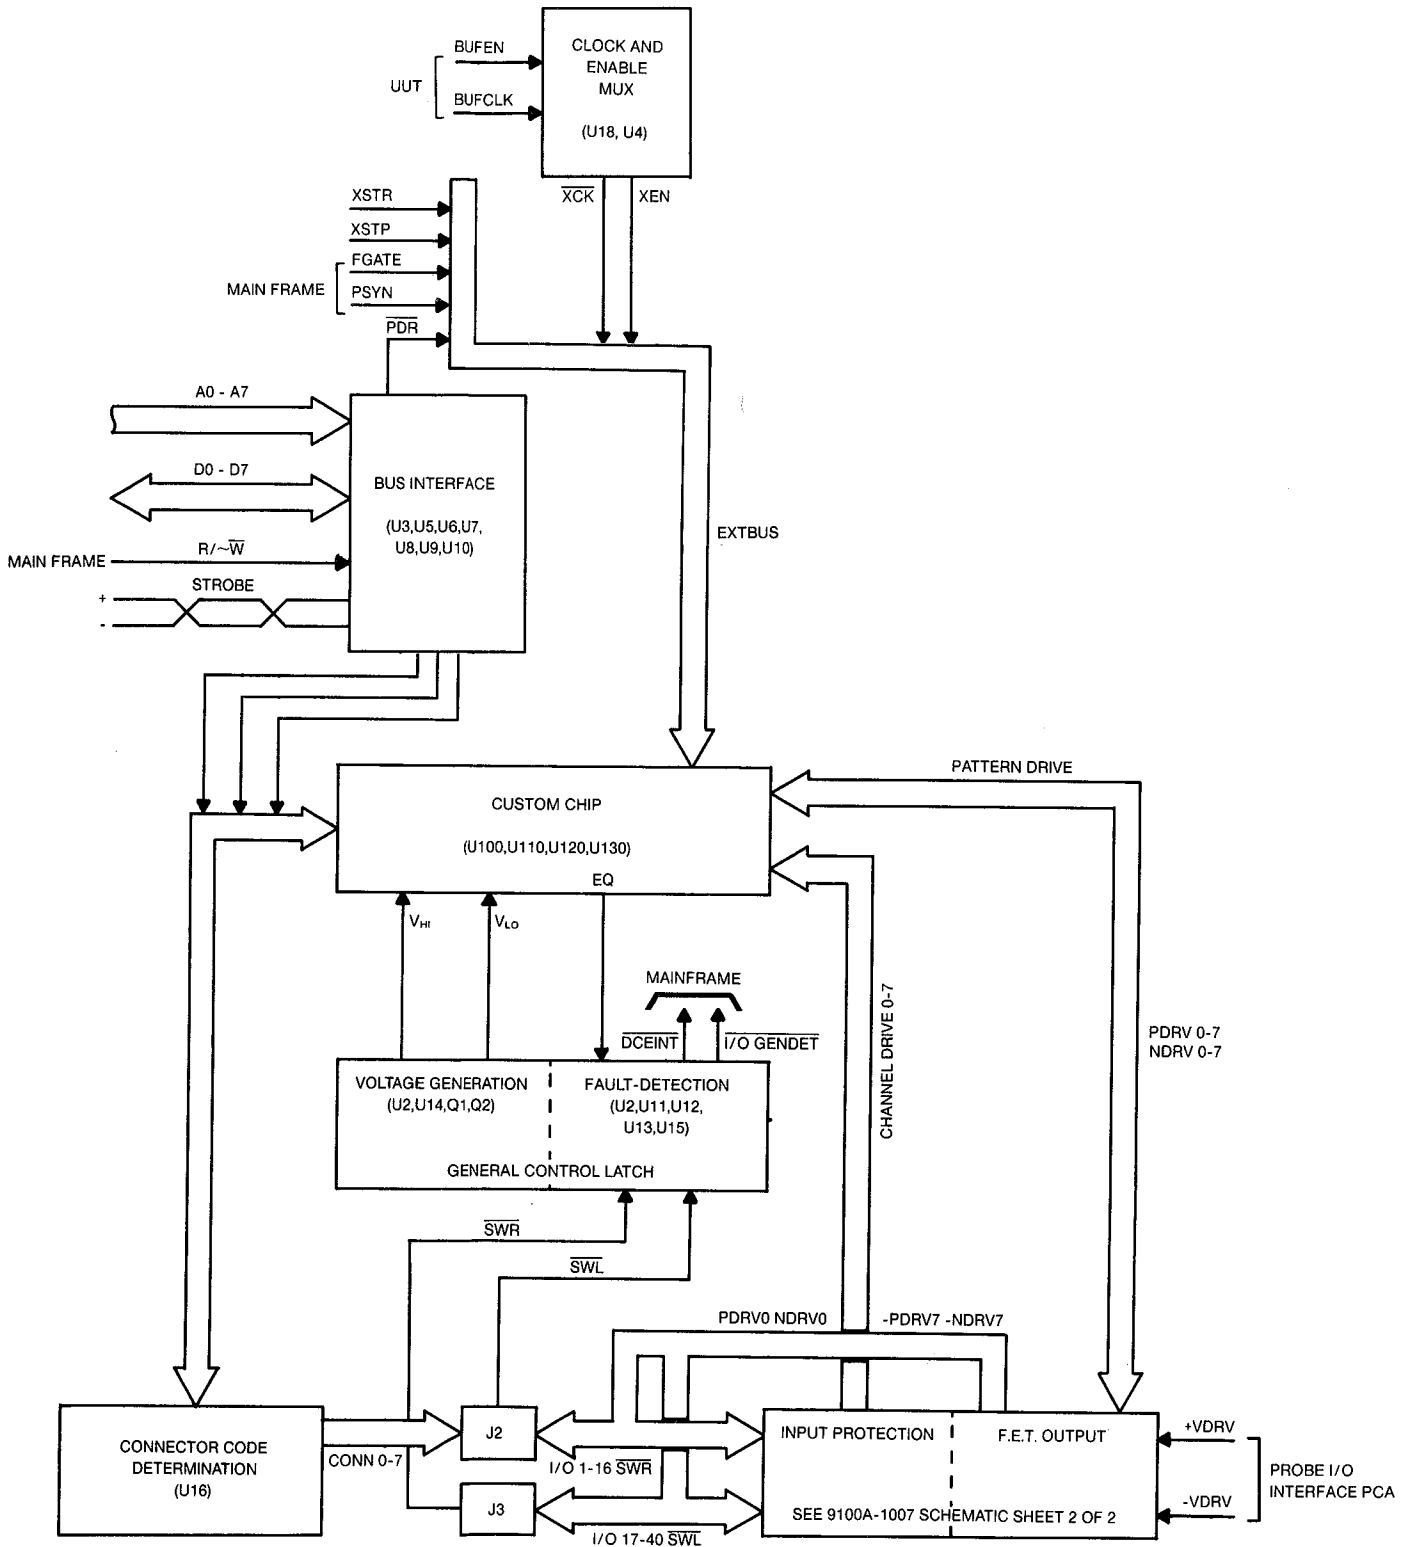 BUFEN
UUT
BUFCLK
CLOCK AND
ENABLE
MUX
(U18, U4)
XCK
XEN
XSTR
XSTP
FGATE
MAIN FRAME
PSYN
PDR
A0 - A7
D0 - D7
BUS INTERFACE
(U3,U5,U6,U7,
U8,U9,U10)
MAIN FRAME
R/~W
STROBE
+
-
EXTBUS
PATTERN DRIVE
CUSTOM CHIP
(U100,U110,U120,U130)
EQ
VHI
VLO
MAINFRAME
DCEINT
I/O GENDET
CHANNEL DRIVE 0-7
PDRV 0-7
NDRV 0-7
VOLTAGE GENERATION
(U2,U14,Q1,Q2)
FAULT-DETECTION
(U2,U11,U12,
U13,U15)
GENERAL CONTROL LATCH
SWR
SWL
PDRV0 NDRV0
-PDRV7 -NDRV7
CONNECTOR CODE
DETERMINATION
(U16)
CONN 0-7
J2
I/O 1-16 SWR
J3
I/O 17-40 SWL
INPUT PROTECTION
F.E.T. OUTPUT
SEE 9100A-1007 SCHEMATIC SHEET 2 OF 2
+VDRV
-VDRV
PROBE I/O
INTERFACE PCA